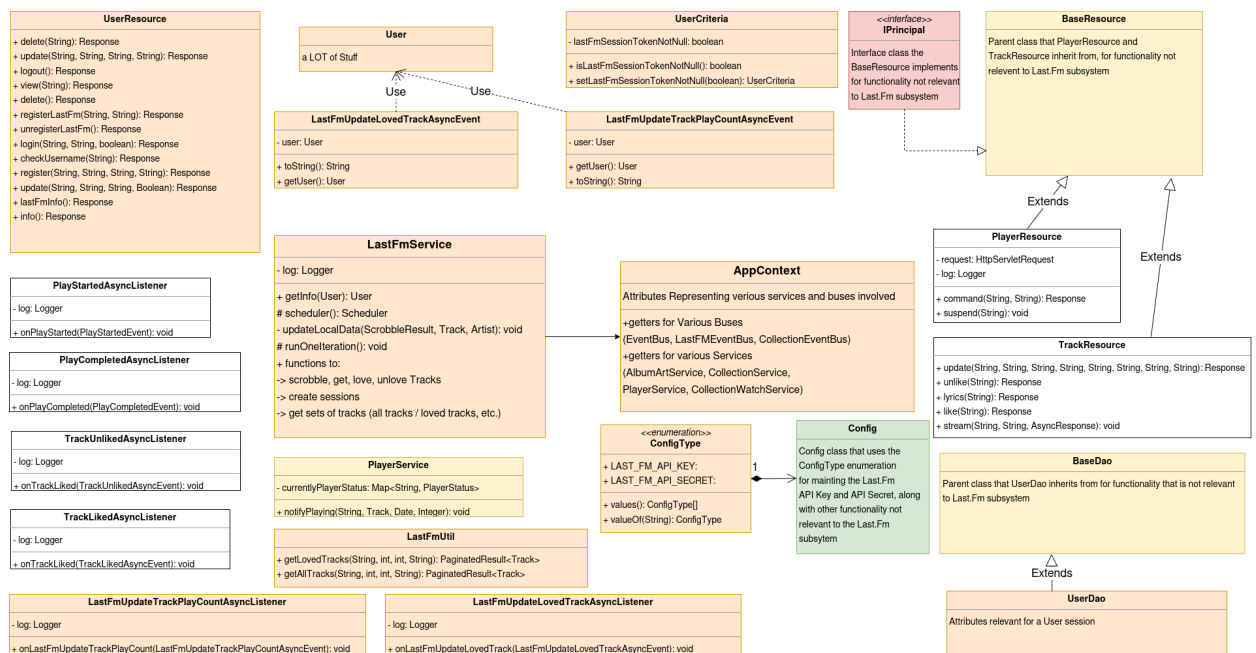 UserResource
+ delete(String): Response
+ update(String, String, String, String): Response
+ logout(): Response
+ view(String): Response
+ delete(): Response
+ registerLastFm(String, String): Response
+ unregisterLastFm(): Response
+ login(String, String, boolean): Response
+ checkUsername(String): Response
+ register(String, String, String, String): Response
+ update(String, String, String, Boolean): Response
+ lastFmInfo(): Response
+ info(): Response
User
a LOT of Stuff
Use
Use
UserCriteria
- lastFmSessionTokenNotNull: boolean
+ isLastFmSessionTokenNotNull(): boolean
+ setLastFmSessionTokenNotNull(boolean): UserCriteria
<<interface>>
IPrincipal
Interface class the
BaseResource implements
for functionality not relevant
to Last.Fm subsystem
BaseResource
Parent class that PlayerResource and
TrackResource inherit from, for functionality not
relevent to Last.Fm subsystem
LastFmUpdateLovedTrackAsyncEvent
- user: User
+ toString(): String
+ getUser(): User
LastFmUpdateTrackPlayCountAsyncEvent
- user: User
+ getUser(): User
+ toString(): String
Extends
Extends
PlayerResource
- request: HttpServletRequest
- log: Logger
+ command(String, String): Response
+ suspend(String): void
LastFmService
- log: Logger
+ getInfo(User): User
# scheduler(): Scheduler
- updateLocalData(ScrobbleResult, Track, Artist): void
# runOneIteration(): void
+ functions to:
-> scrobble, get, love, unlove Tracks
-> create sessions
-> get sets of tracks (all tracks / loved tracks, etc.)
AppContext
Attributes Representing verious services and buses involved
+getters for Various Buses
(EventBus, LastFMEventBus, CollectionEventBus)
+getters for various Services
(AlbumArtService, CollectionService,
PlayerService, CollectionWatchService)
TrackResource
+ update(String, String, String, String, String, String, String): Response
+ unlike(String): Response
+ lyrics(String): Response
+ like(String): Response
+ stream(String, String, AsyncResponse): void
PlayStartedAsyncListener
- log: Logger
+ onPlayStarted(PlayStartedEvent): void
PlayCompletedAsyncListener
- log: Logger
+ onPlayCompleted(PlayCompletedEvent): void
TrackUnlikedAsyncListener
- log: Logger
+ onTrackLiked(TrackUnlikedAsyncEvent): void
TrackLikedAsyncListener
- log: Logger
+ onTrackLiked(TrackLikedAsyncEvent): void
PlayerService
- currentlyPlayerStatus: Map<String, PlayerStatus>
+ notifyPlaying(String, Track, Date, Integer): void
LastFmUtil
+ getLovedTracks(String, int, int, String): PaginatedResult<Track>
+ getAllTracks(String, int, int, String): PaginatedResult<Track>
<<enumeration>>
ConfigType
+ LAST_FM_API_KEY:
+ LAST_FM_API_SECRET:
+ values(): ConfigType[]
+ valueOf(String): ConfigType
1
Config
Config class that uses the
ConfigType enumeration
for mainting the Last.Fm
API Key and API Secret, along
with other functionality not
relevant to the Last.Fm
subsytem
BaseDao
Parent class that UserDao inherits from for functionality that is not relevant
to Last.Fm subsystem
Extends
UserDao
Attributes relevant for a User session
LastFmUpdateTrackPlayCountAsyncListener
- log: Logger
+ onLastFmUpdateTrackPlayCount(LastFmUpdateTrackPlayCountAsyncEvent): void
LastFmUpdateLovedTrackAsyncListener
- log: Logger
+ onLastFmUpdateLovedTrack(LastFmUpdateLovedTrackAsyncEvent): void